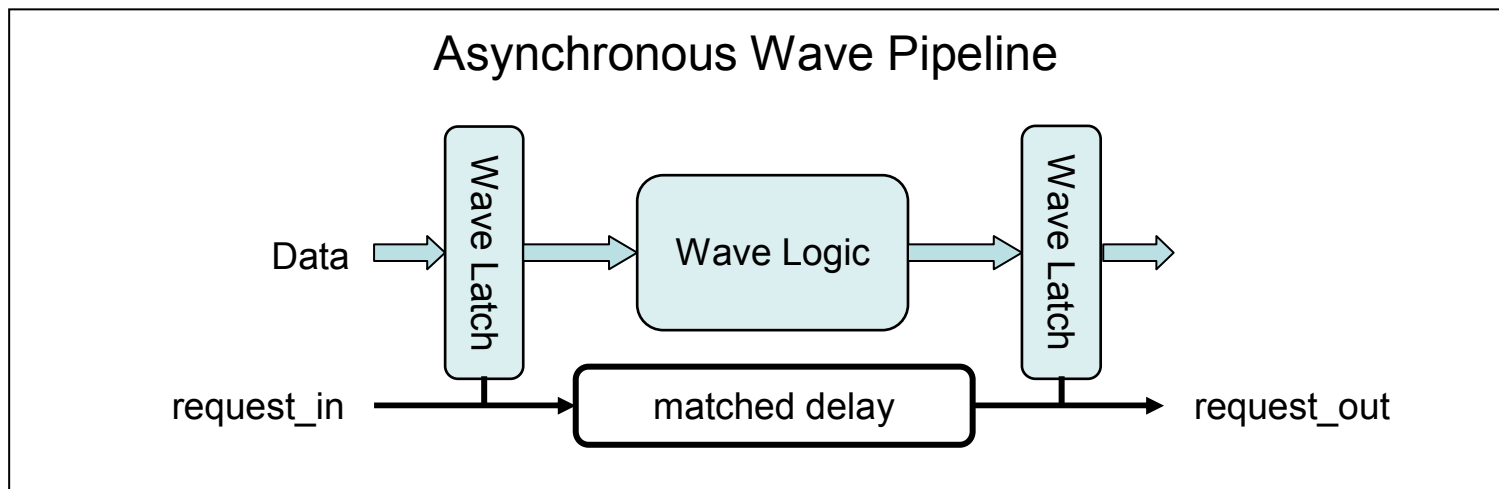 Asynchronous Wave Pipeline
Data
Wave Latch
Wave Logic
Wave Latch
request_in
matched delay
request_out